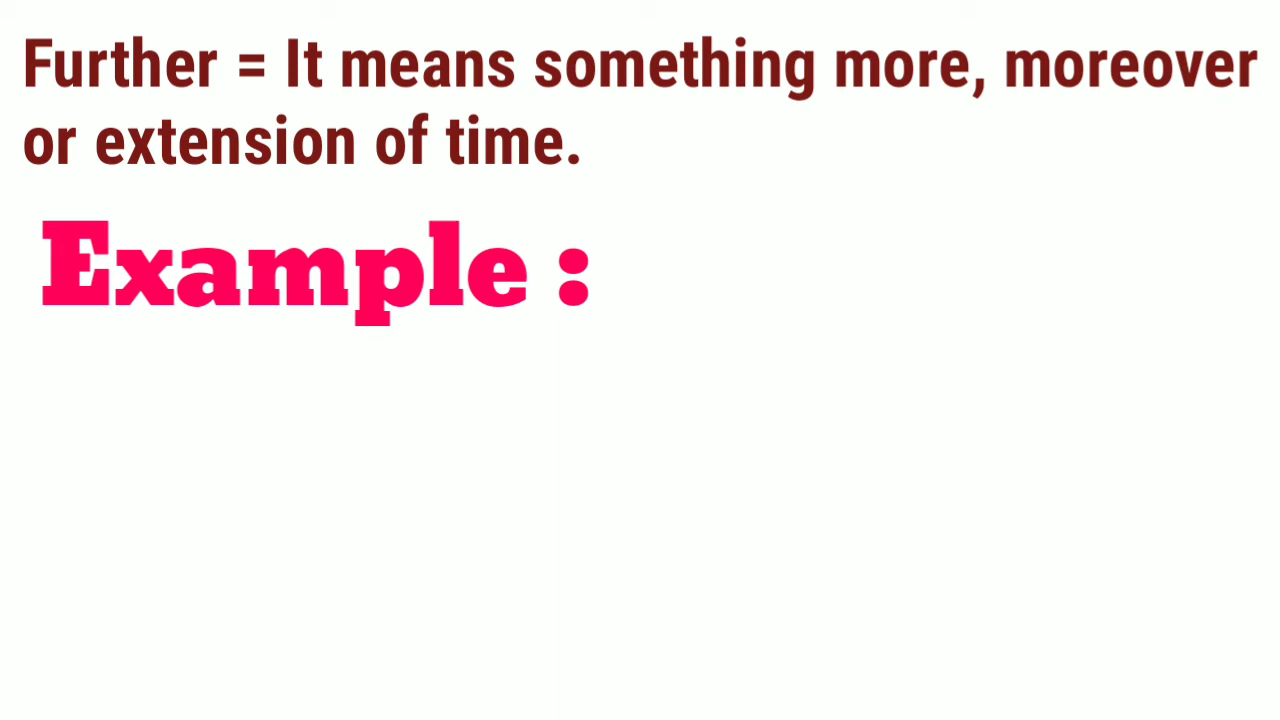 Further = It means something more, moreover
or extension of time.
Example :